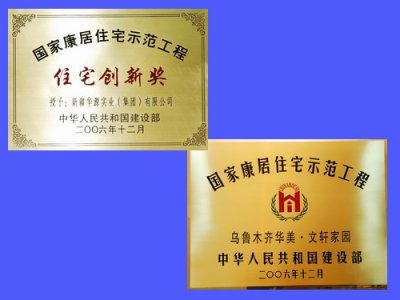 国家康居住宅示范工程
住宅创新奖
授予：新疆华源实业（集团）有限公司
中华人民共和国建设部
二〇〇六年十二月
国家康居住宅示范工程
乌鲁木齐华美·文轩家园
中华人民共和国建设部
二〇〇六年十二月